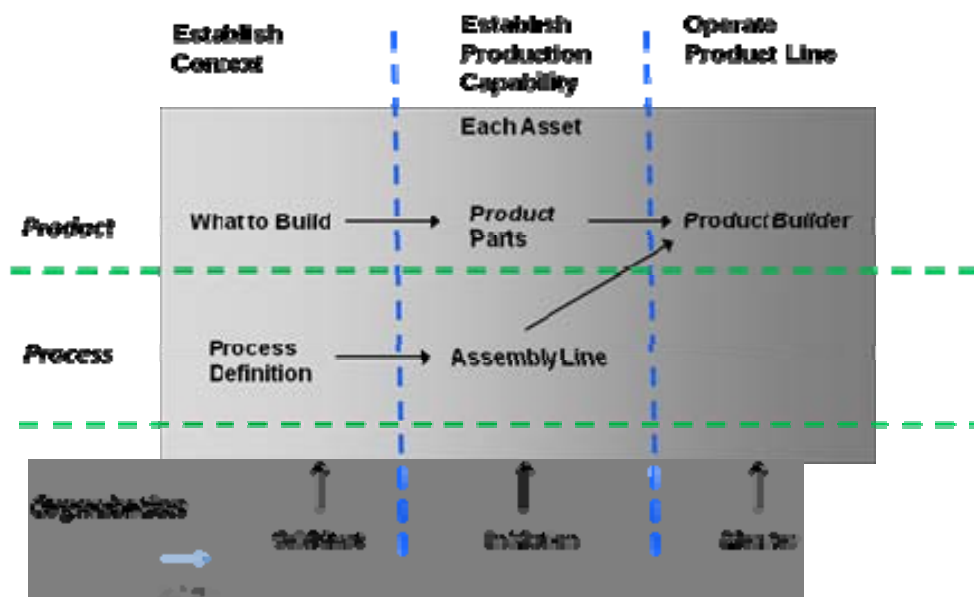 Establish
Context
Establish
Production
Capability
Operate
Product Line
Each Asset
Product
What to Build
Product
Parts
Product Builder
Process
Process
Definition
Assembly Line